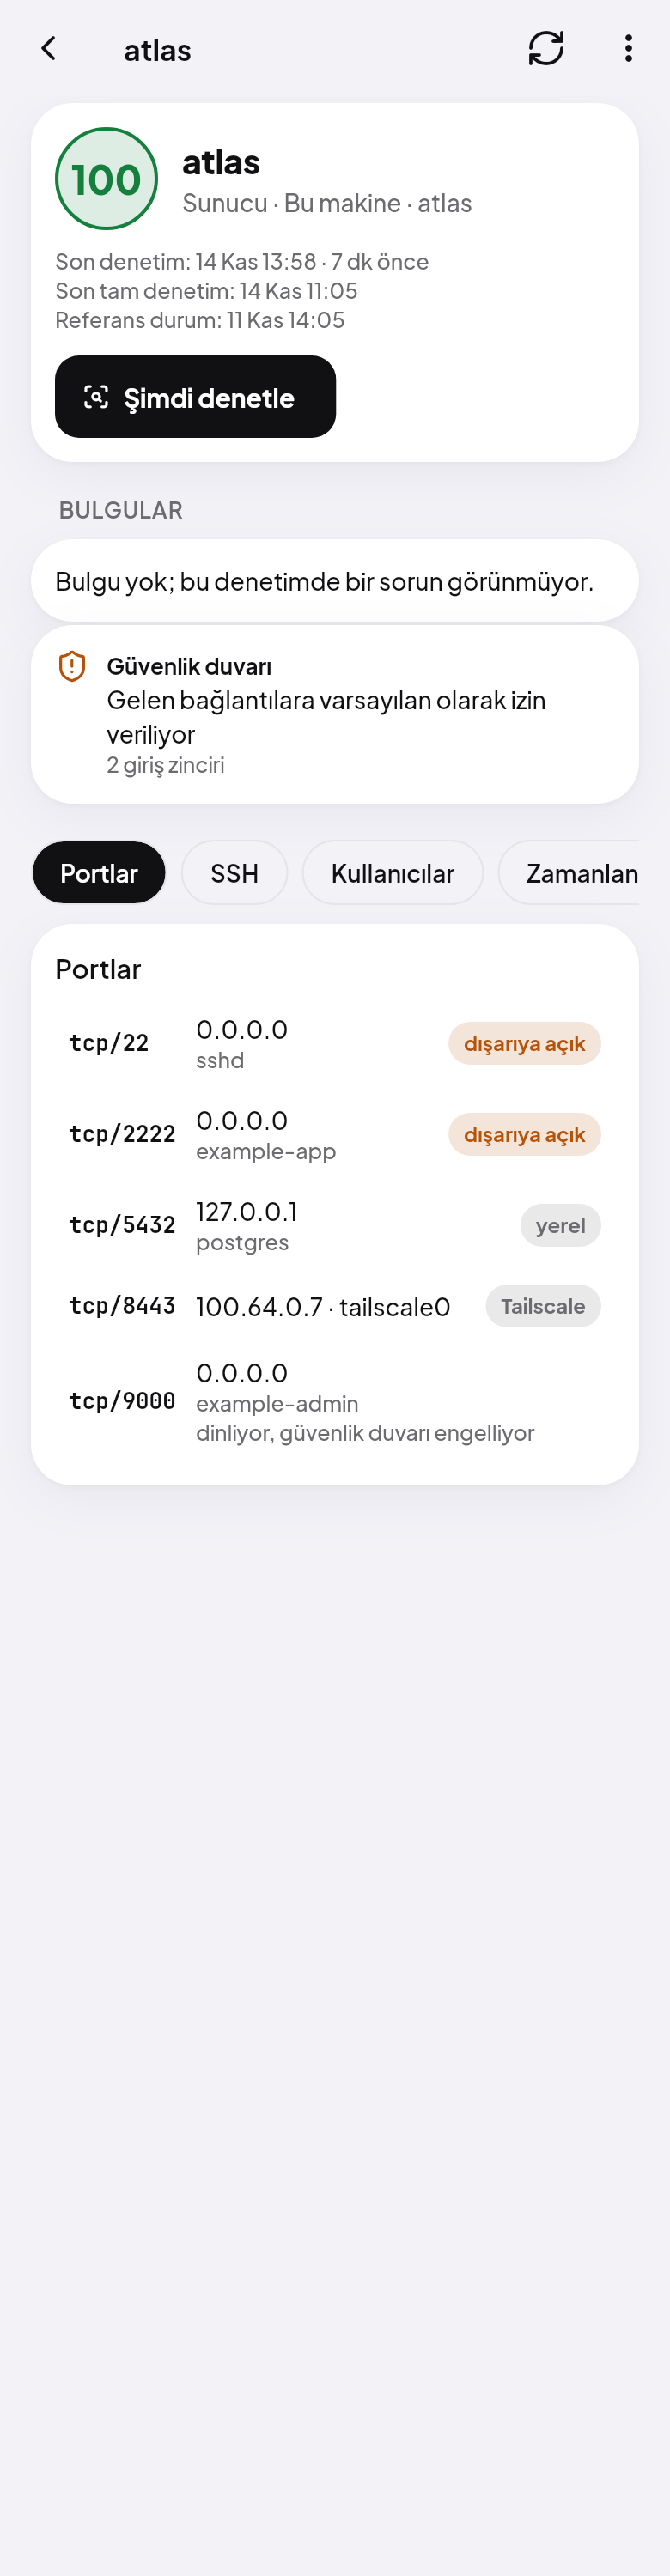 atlas
100
atlas
Sunucu · Bu makine · atlas
Son denetim: 14 Kas 13:58 · 7 dk önce
Son tam denetim: 14 Kas 11:05
Referans durum: 11 Kas 14:05
Şimdi denetle
BULGULAR
Bulgu yok; bu denetimde bir sorun görünmüyor.
Güvenlik duvarı
Gelen bağlantılara varsayılan olarak izin
veriliyor
2 giriş zinciri
Portlar SSH Kullanıcılar Zamanlan
Portlar
tcp/22 0.0.0.0 dışarıya açık
sshd
tcp/2222 0.0.0.0 dışarıya açık
example-app
tcp/5432 127.0.0.1 yerel
postgres
tcp/8443 100.64.0.7 · tailscale0 Tailscale
tcp/9000 0.0.0.0
example-admin
dinliyor, güvenlik duvarı engelliyor